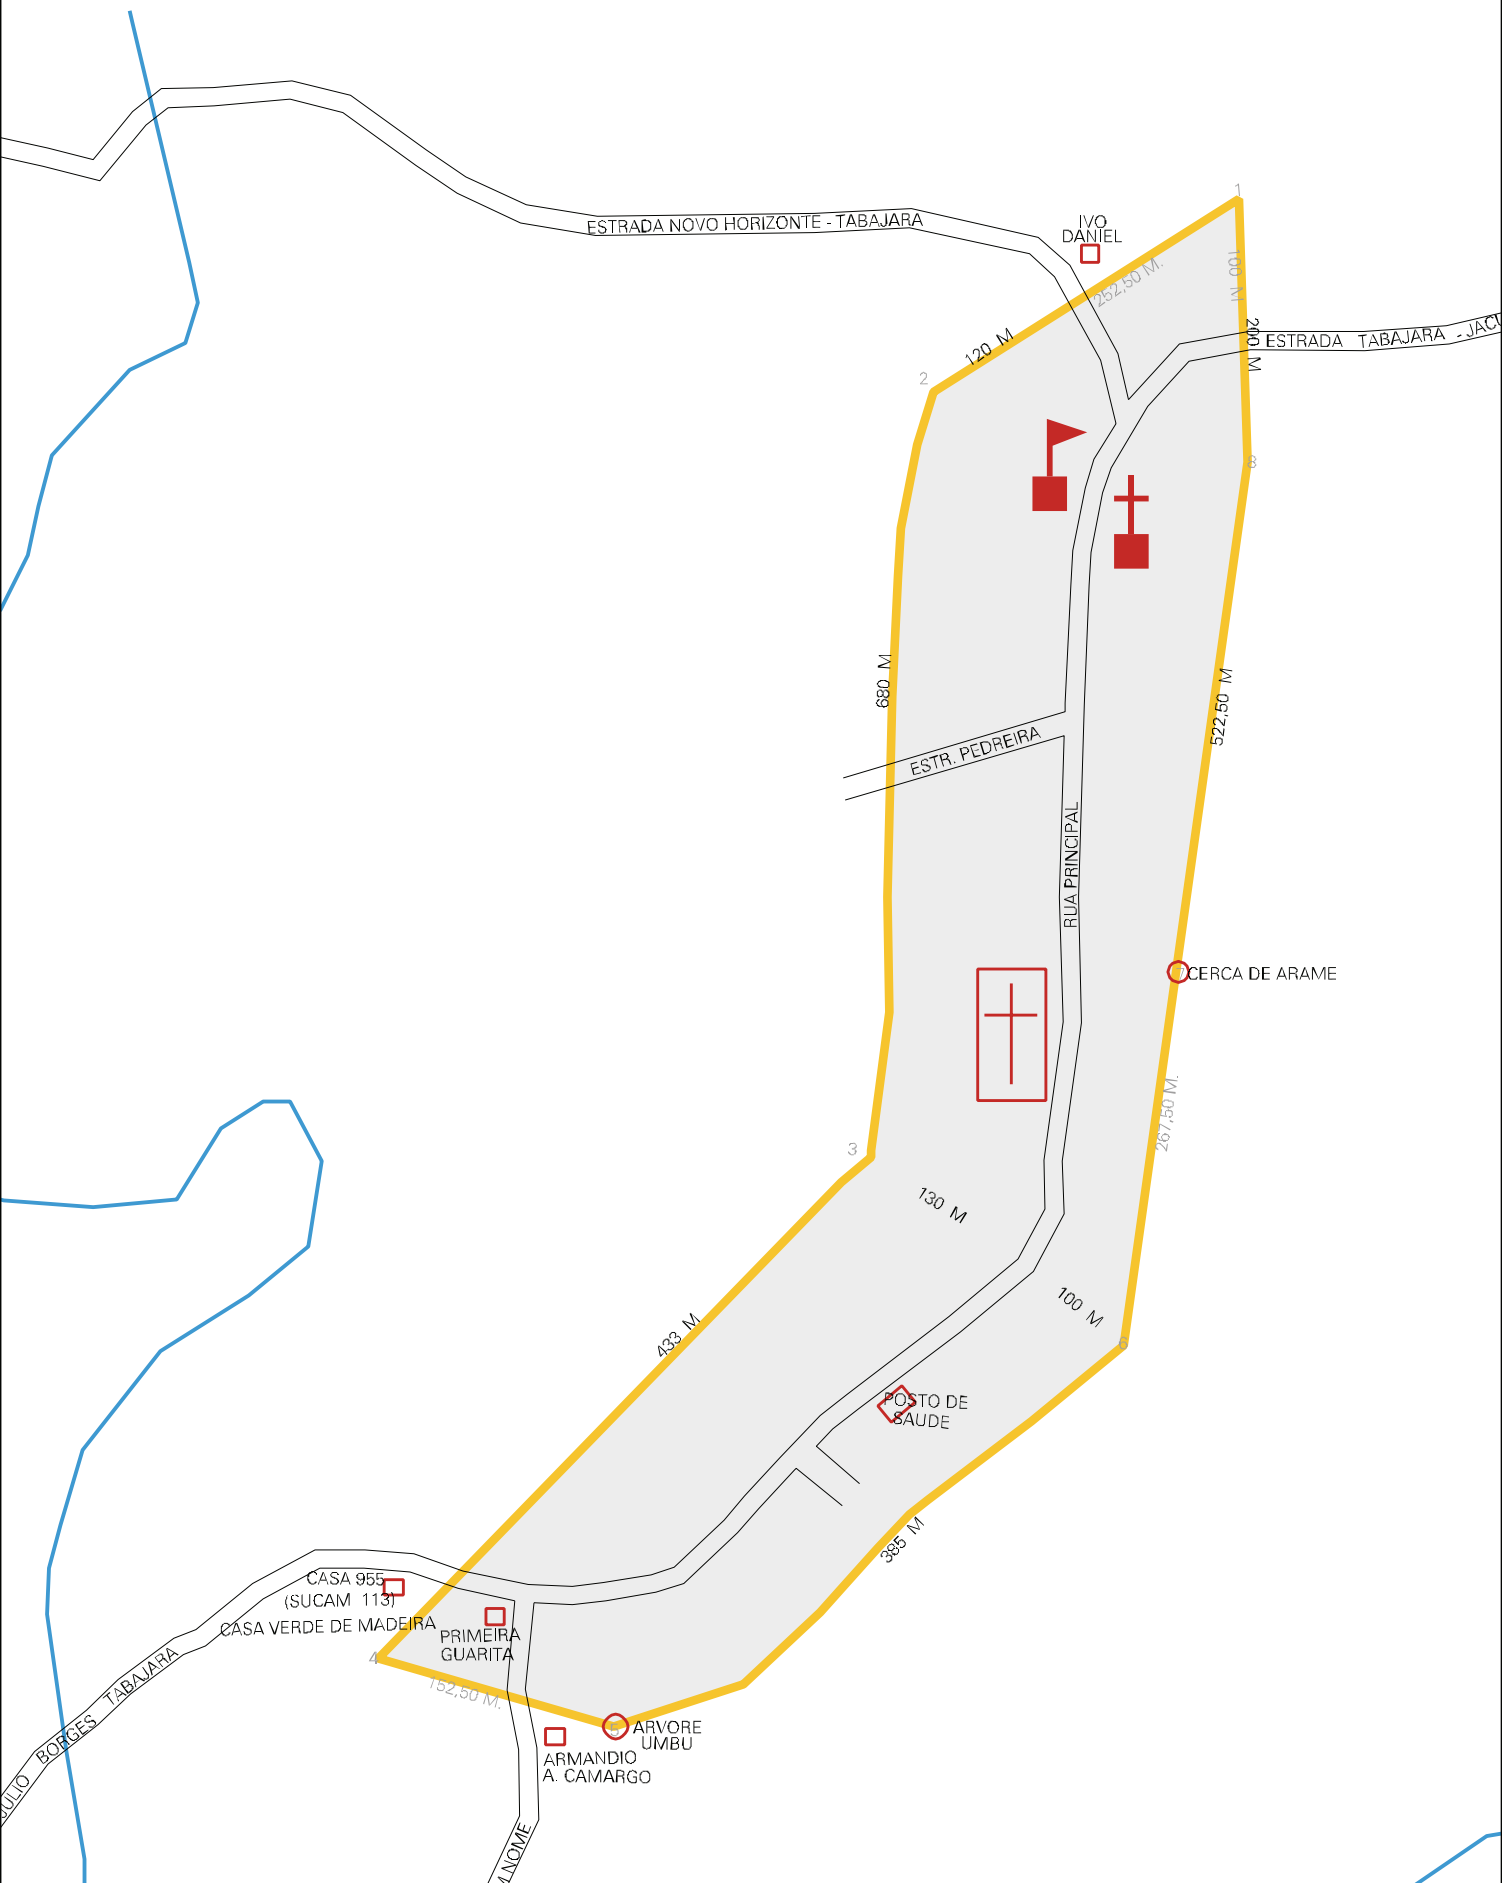 1
IVO
DANIEL
ESTRADA NOVO HORIZONTE - TABAJARA
252,50 M.
100 M
200 M
ESTRADA TABAJARA - JACU
120 M
2
8
680 M
522,50 M
ESTR. PEDREIRA
RUA PRINCIPAL
7
CERCA DE ARAME
267,50 M.
3
130 M
100 M
433 M
6
POSTO DE
SAUDE
385 M
CASA 955
(SUCAM 113)
CASA VERDE DE MADEIRA
PRIMEIRA
GUARITA
4
152,50 M.
5
ARVORE
UMBU
ARMANDIO
A. CAMARGO
JULIO BORGES TABAJARA
NOME